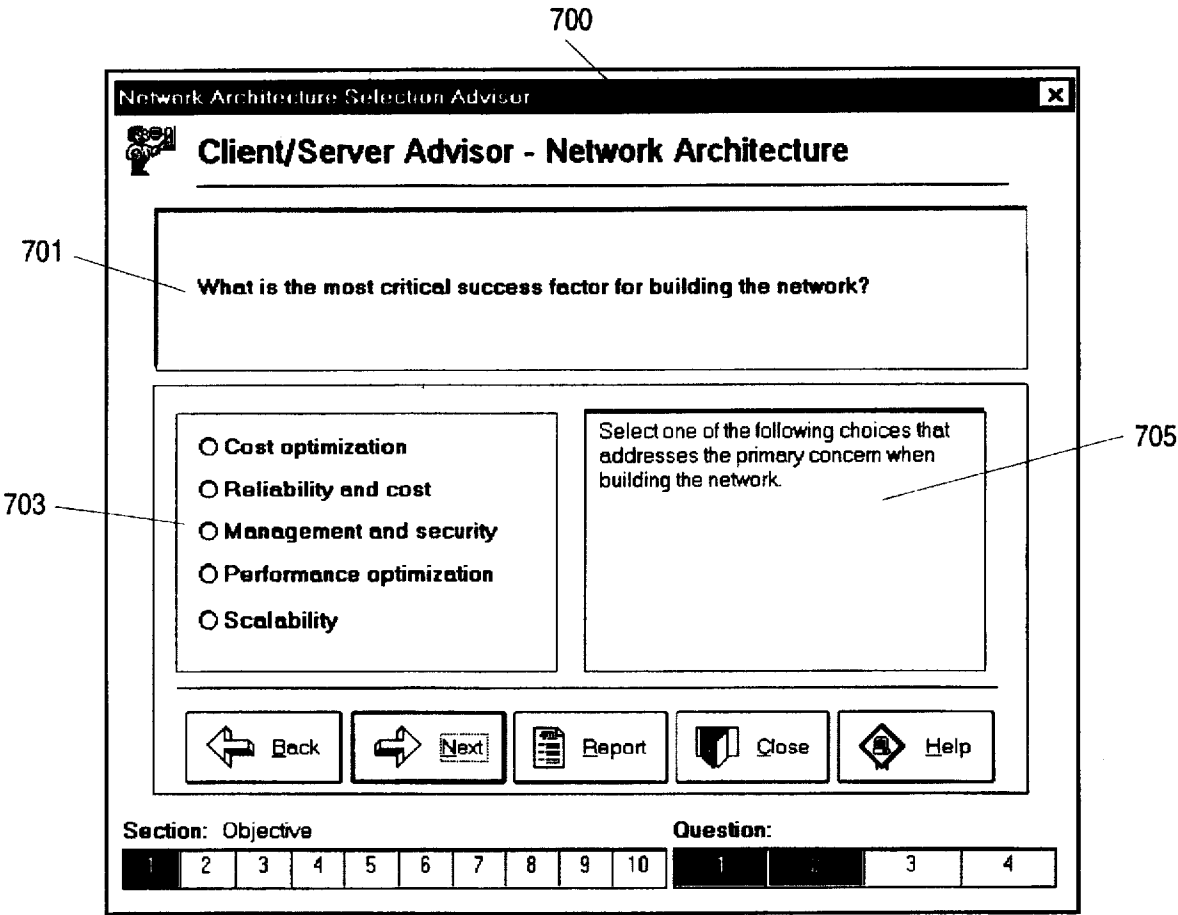 700
Network Architecture Selection Advisor
Client/Server Advisor - Network Architecture
701
What is the most critical success factor for building the network?
703
Cost optimization
Reliability and cost
Management and security
Performance optimization
Scalability
Select one of the following choices that
addresses the primary concern when
building the network.
705
Back Next Report Close Help
Section: Objective Question:
1 2 3 4 5 6 7 8 9 10 1 2 3 4